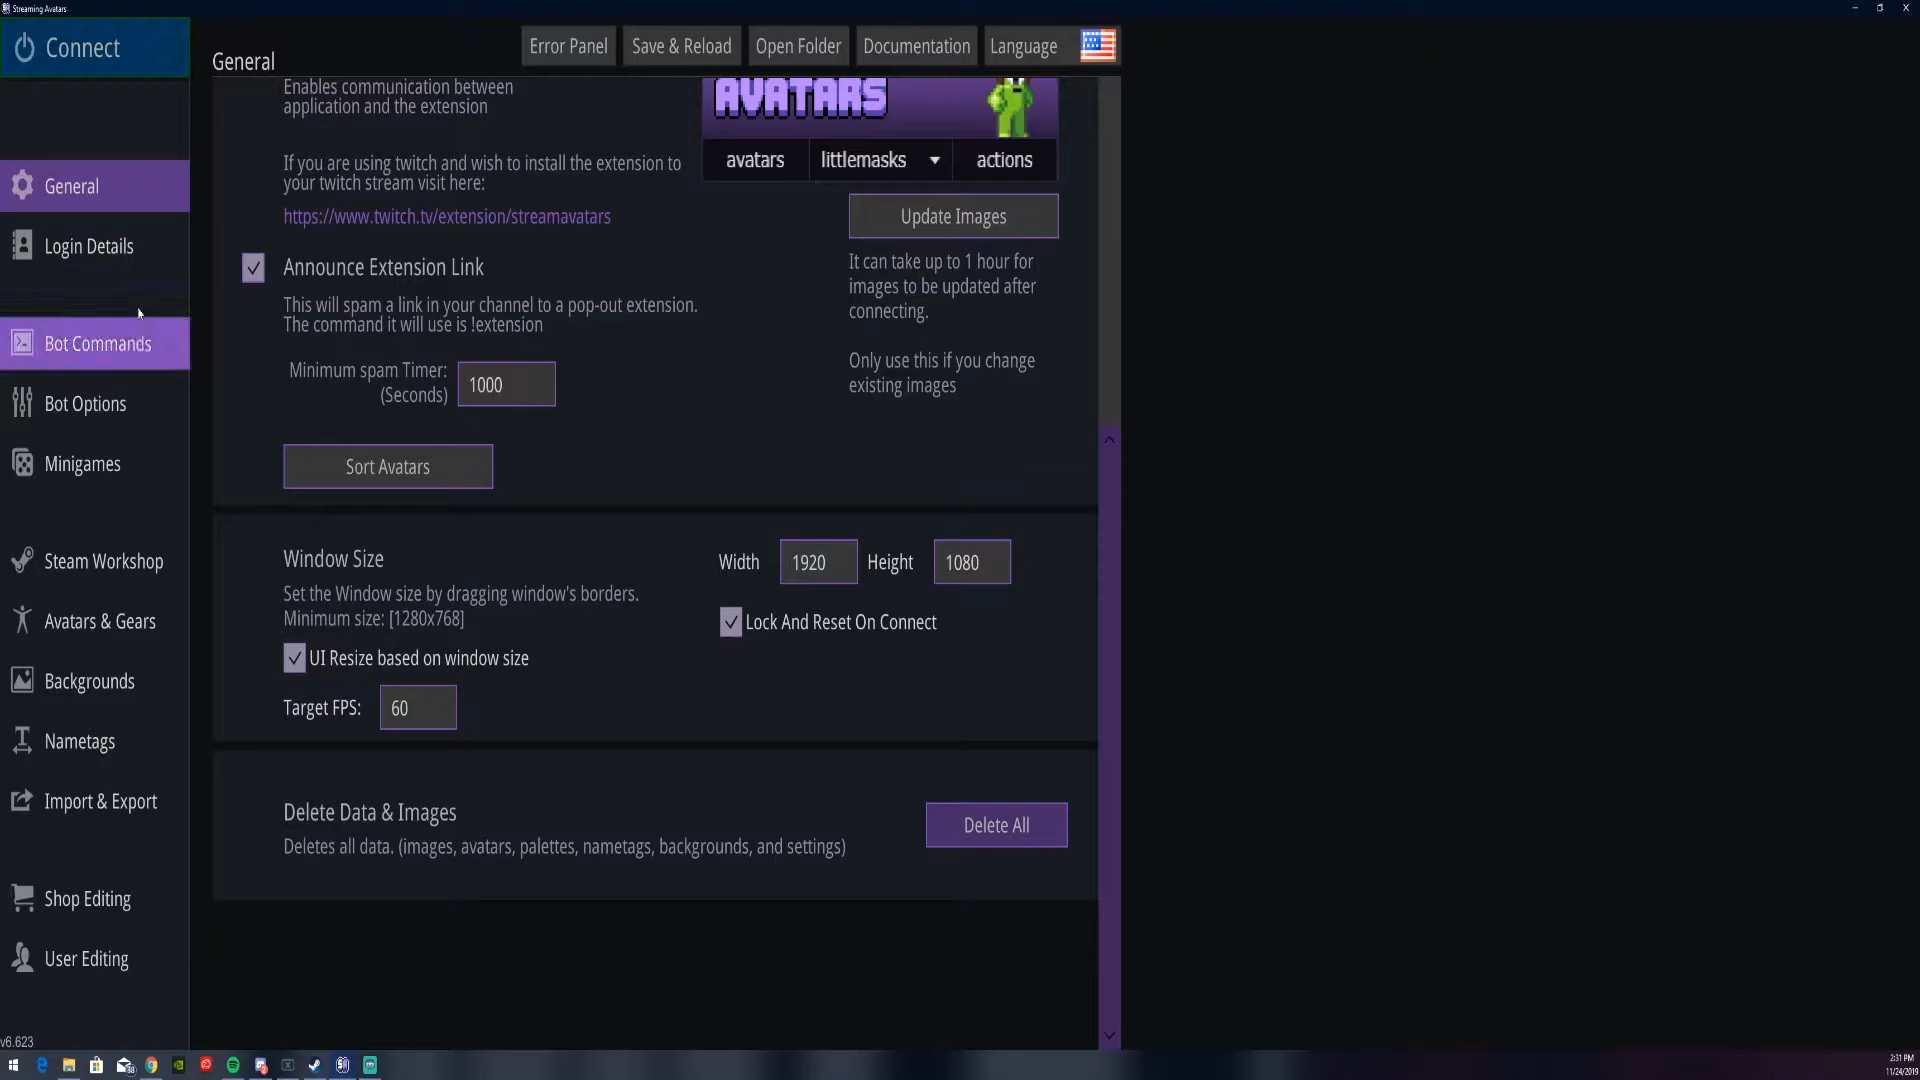 Streaming Avatars
Connect
General
Error Panel
Save & Reload
Open Folder
Documentation
Language
Enables communication between
application and the extension
AVATARS
If you are using twitch and wish to install the extension to
your twitch stream visit here:
https://www.twitch.tv/extension/streamavatars
avatars
littlemasks
actions
Update Images
It can take up to 1 hour for
images to be updated after
connecting.
Only use this if you change
existing images
Announce Extension Link
This will spam a link in your channel to a pop-out extension.
The command it will use is !extension
Minimum spam Timer:
(Seconds)
1000
Sort Avatars
Window Size
Set the Window size by dragging window's borders.
Minimum size: [1280x768]
UI Resize based on window size
Target FPS:
60
Width
1920
Height
1080
Lock And Reset On Connect
Delete Data & Images
Deletes all data. (images, avatars, palettes, nametags, backgrounds, and settings)
Delete All
General
Login Details
Bot Commands
Bot Options
Minigames
Steam Workshop
Avatars & Gears
Backgrounds
Nametags
Import & Export
Shop Editing
User Editing
v6.623
2:31 PM
11/24/2019